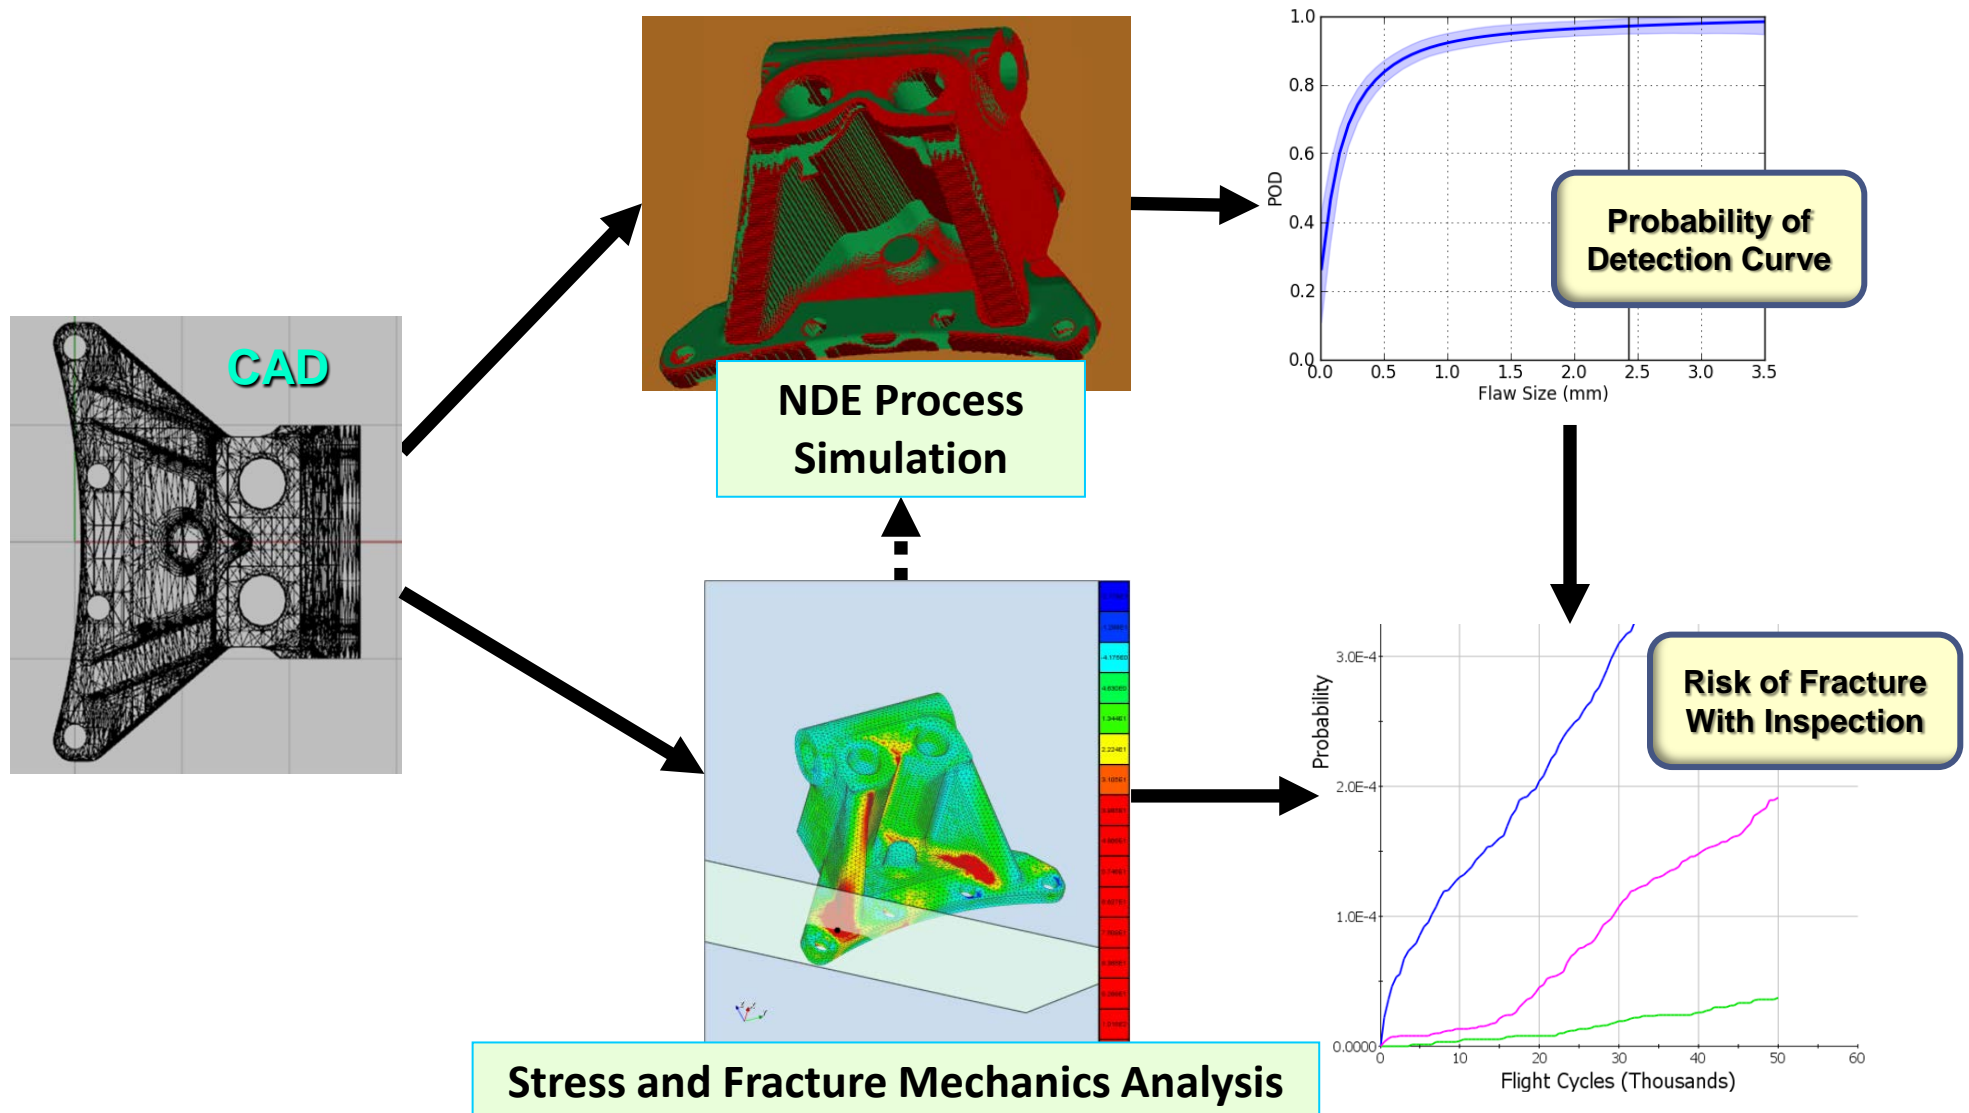 CAD
NDE Process
Simulation
1.0
0.8
0.6
0.4
0.2
0.0
POD
0.0 0.5 1.0 1.5 2.0 2.5 3.0 3.5
Flaw Size (mm)
Probability of
Detection Curve
Stress and Fracture Mechanics Analysis
3.0E-4
2.0E-4
1.0E-4
0.0000
Probability
0 10 20 30 40 50 60
Flight Cycles (Thousands)
Risk of Fracture
With Inspection